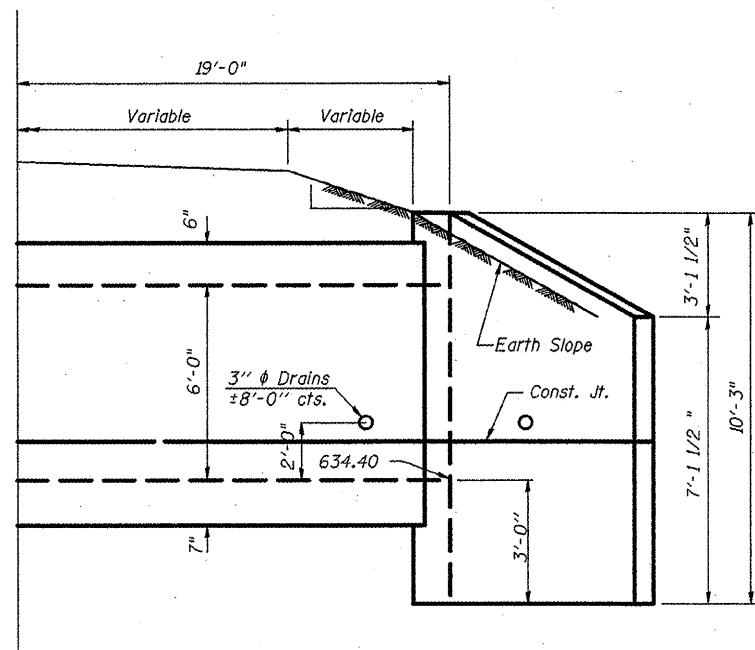 19'-0"
Variable
Variable
6"
3'-1 1/2"
Earth Slope
6'-0"
3" ϕ Drains
±8'-0" cts.
Const. Jt.
10'-3"
2'-0"
634.40
7'-1 1/2 "
3'-0"
7"